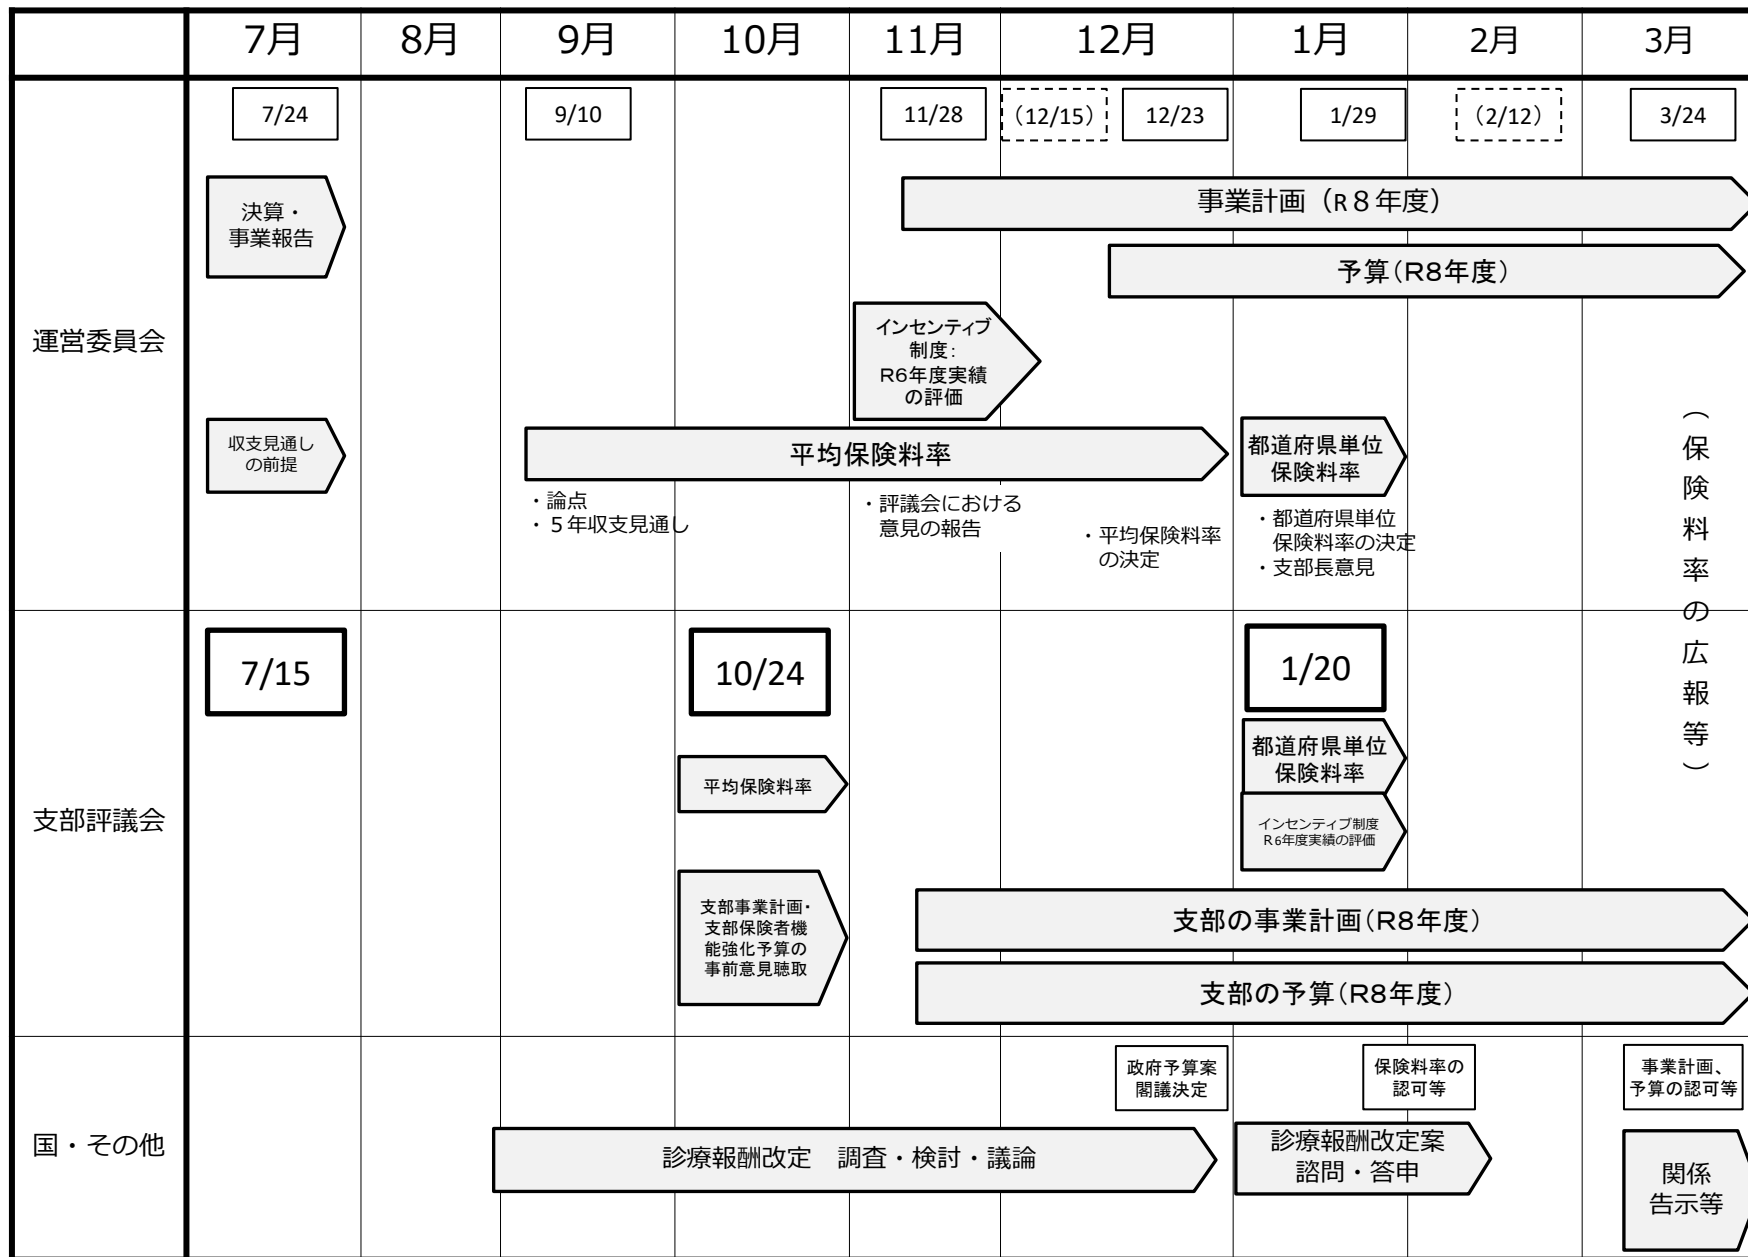 7月
8月
9月
10月
11月
12月
1月
2月
3月
運営委員会
7/24
9/10
11/28
（12/15）
12/23
1/29
（2/12）
3/24
決算・
事業報告
事業計画（R８年度）
予算（R8年度）
インセンティブ
制度：
R6年度実績
の評価
収支見通し
の前提
平均保険料率
都道府県単位
保険料率
・論点
・５年収支見通し
・評議会における
意見の報告
・平均保険料率
の決定
・都道府県単位
保険料率の決定
・支部長意見
（保険料率の広報等）
支部評議会
7/15
10/24
1/20
平均保険料率
都道府県単位
保険料率
インセンティブ制度
R6年度実績の評価
支部事業計画・
支部保険者機
能強化予算の
事前意見聴取
支部の事業計画（R8年度）
支部の予算（R8年度）
国・その他
政府予算案
閣議決定
保険料率の
認可等
事業計画、
予算の認可等
診療報酬改定　調査・検討・議論
診療報酬改定案
諮問・答申
関係
告示等